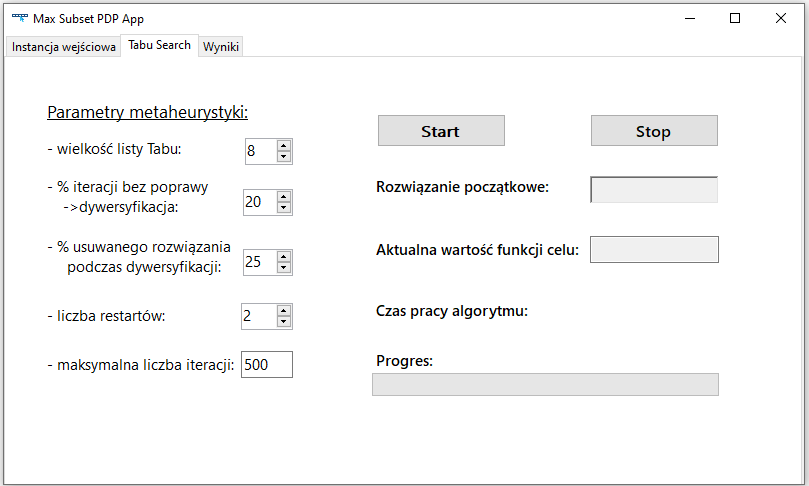 Max Subset PDP App
Instancja wejściowa Tabu Search Wyniki
Parametry metaheurystyki:
- wielkość listy Tabu: 8
- % iteracji bez poprawy
->dywersyfikacja: 20
- % usuwanego rozwiązania
podczas dywersyfikacji: 25
- liczba restartów: 2
- maksymalna liczba iteracji: 500
Start Stop
Rozwiązanie początkowe:
Aktualna wartość funkcji celu:
Czas pracy algorytmu:
Progres: